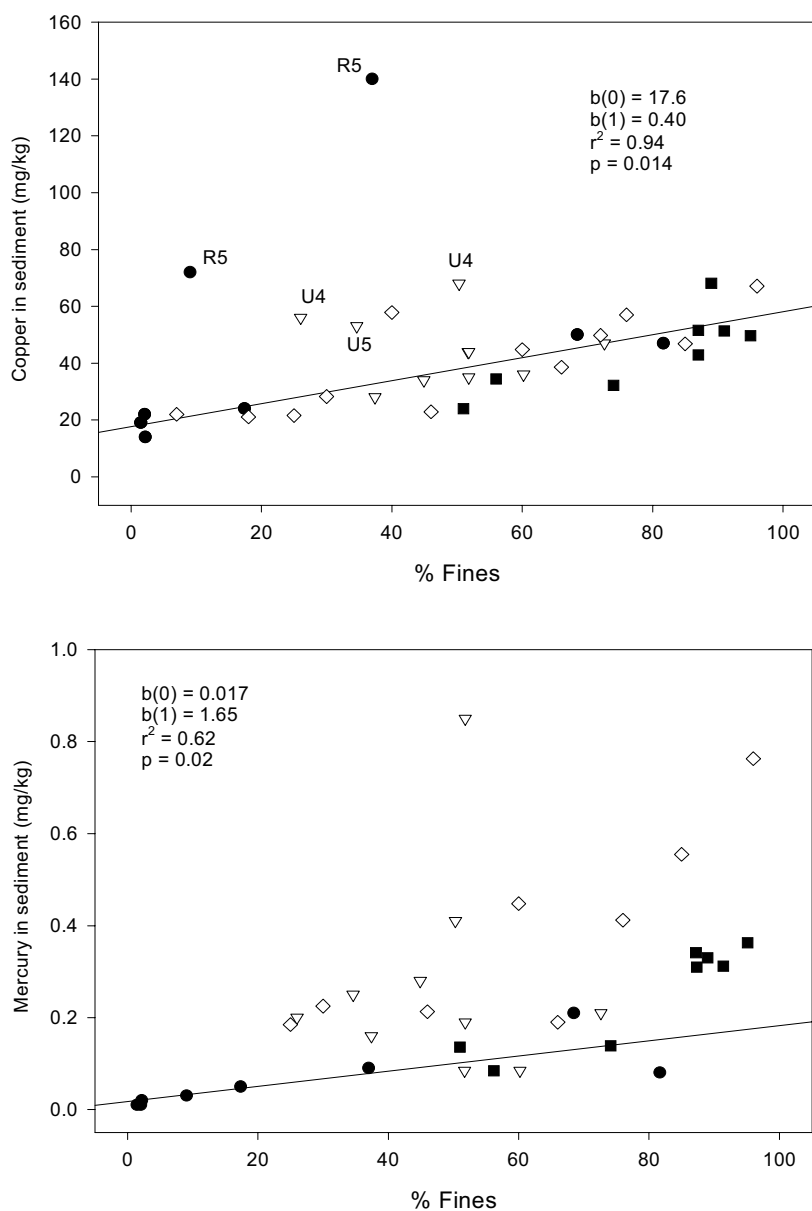 160
140
120
100
80
60
40
20
0
Copper in sediment (mg/kg)
R5
R5
U4
U5
U4
b(0) = 17.6
b(1) = 0.40
r² = 0.94
p = 0.014
0 20 40 60 80 100
% Fines
1.0
0.8
0.6
0.4
0.2
0.0
Mercury in sediment (mg/kg)
b(0) = 0.017
b(1) = 1.65
r² = 0.62
p = 0.02
0 20 40 60 80 100
% Fines